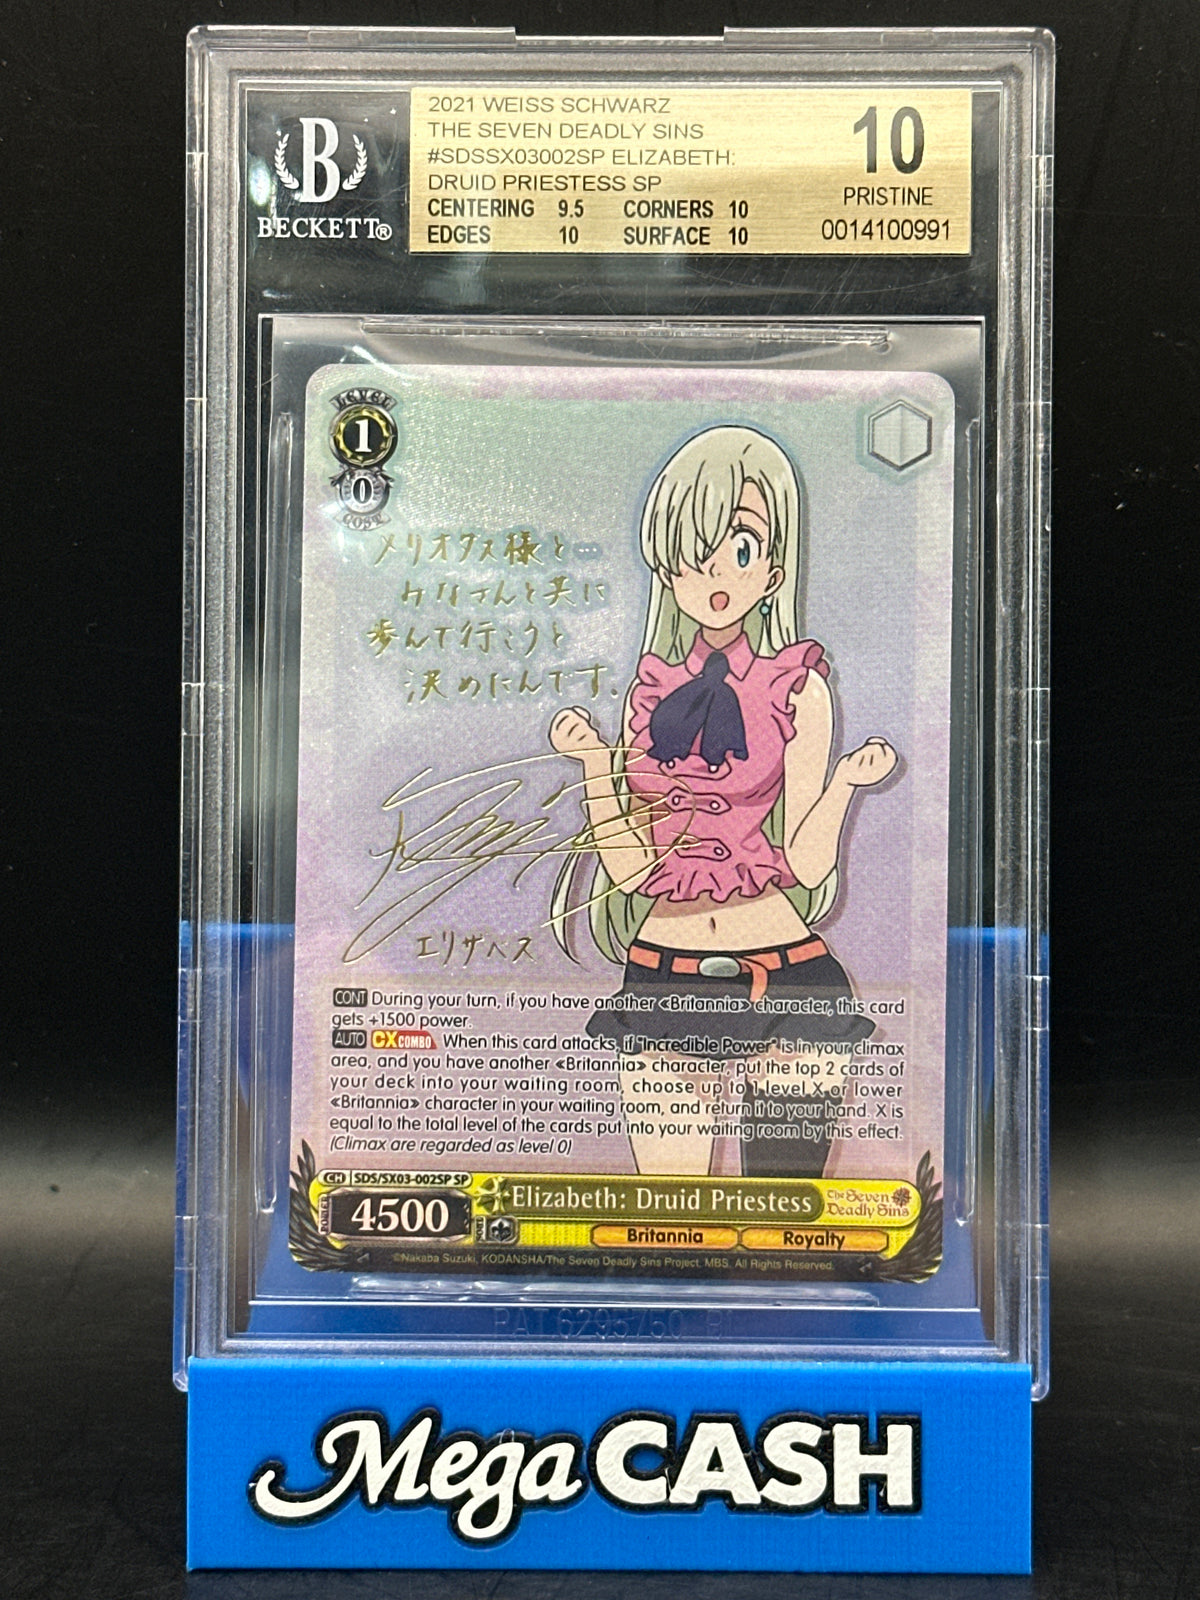 B
BECKETT®
2021 WEISS SCHWARZ
THE SEVEN DEADLY SINS
#SDSSX03002SP ELIZABETH:
DRUID PRIESTESS SP
CENTERING 9.5 CORNERS 10
EDGES 10 SURFACE 10
10
PRISTINE
0014100991
LEVEL
1
0
COST
メリオダス様と…
みなさんと共に
歩んで行こうと
決めたんです.
エリザベス
CONT During your turn, if you have another «Britannia» character, this card
gets +1500 power.
AUTO CX COMBO When this card attacks, if "Incredible Power" is in your climax
area, and you have another «Britannia» character, put the top 2 cards of
your deck into your waiting room, choose up to 1 level X or lower
«Britannia» character in your waiting room, and return it to your hand. X is
equal to the total level of the cards put into your waiting room by this effect.
(Climax are regarded as level 0)
CH SDS/SX03-002SP SP
POWER 4500 SOUL
Elizabeth: Druid Priestess
The Seven
Deadly Sins
Britannia Royalty
©Nakaba Suzuki, KODANSHA/The Seven Deadly Sins Project, MBS. All Rights Reserved.
Mega CASH